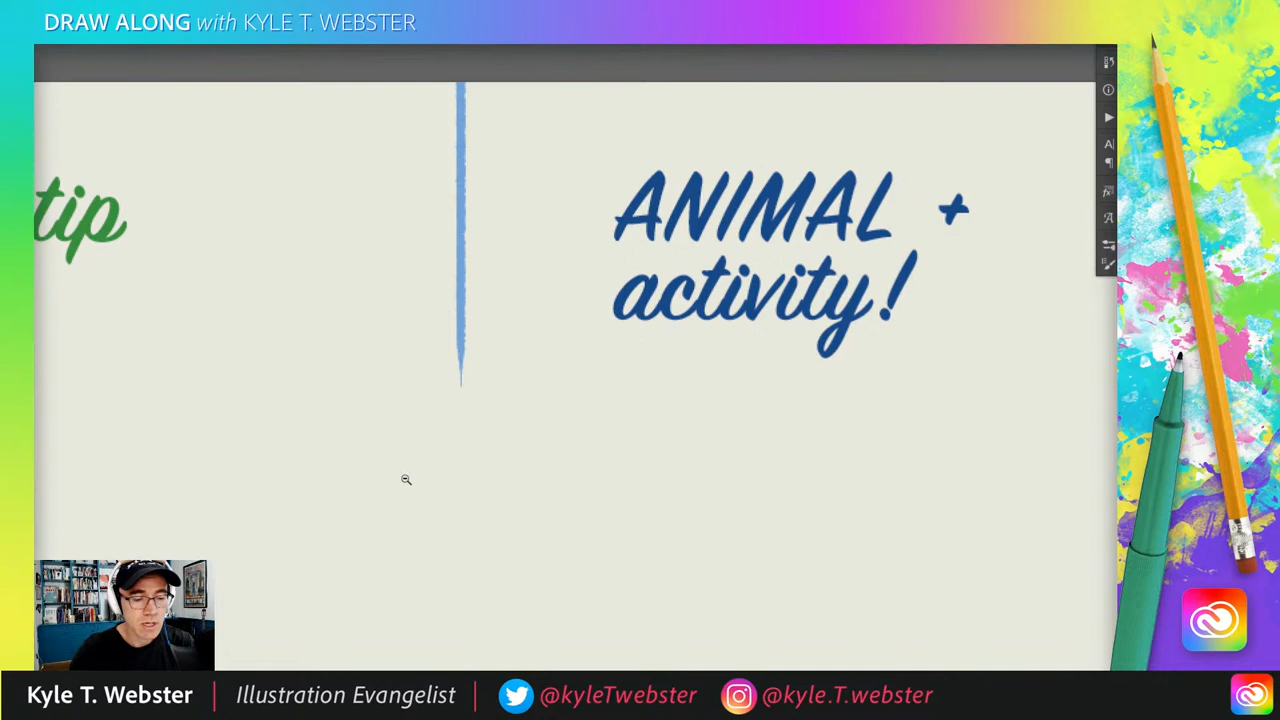 DRAW ALONG with KYLE T. WEBSTER
tip
ANIMAL +
activity!
Kyle T. Webster | Illustration Evangelist | @kyleTwebster @kyle.T.webster